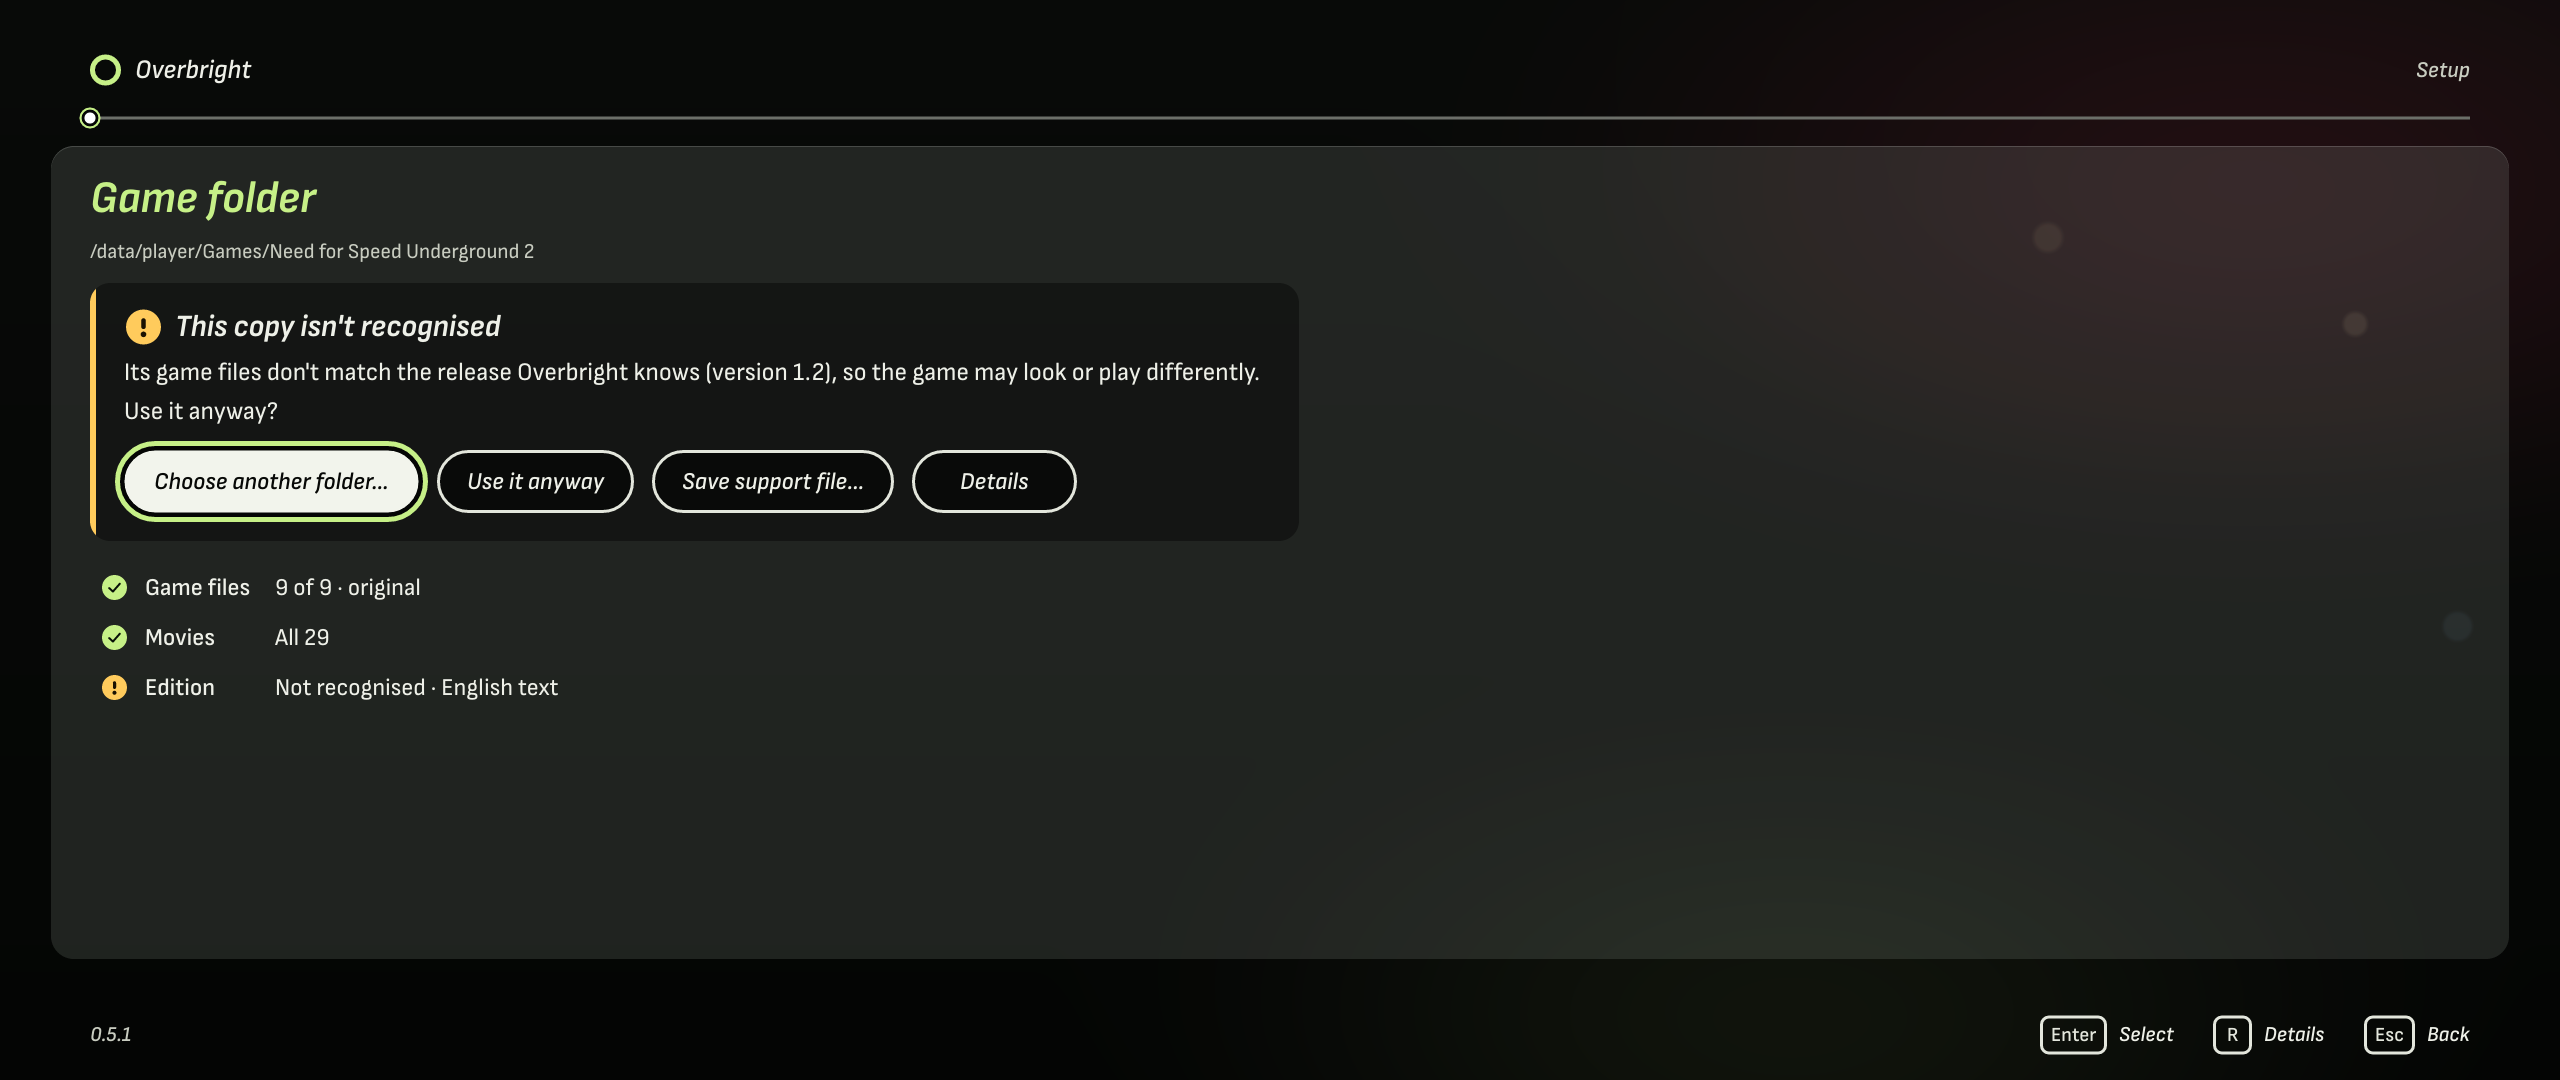 Overbright
Setup
Game folder
/data/player/Games/Need for Speed Underground 2
This copy isn't recognised
Its game files don't match the release Overbright knows (version 1.2), so the game may look or play differently.
Use it anyway?
Choose another folder... Use it anyway Save support file... Details
Game files 9 of 9 · original
Movies All 29
Edition Not recognised · English text
0.5.1
Enter Select R Details Esc Back